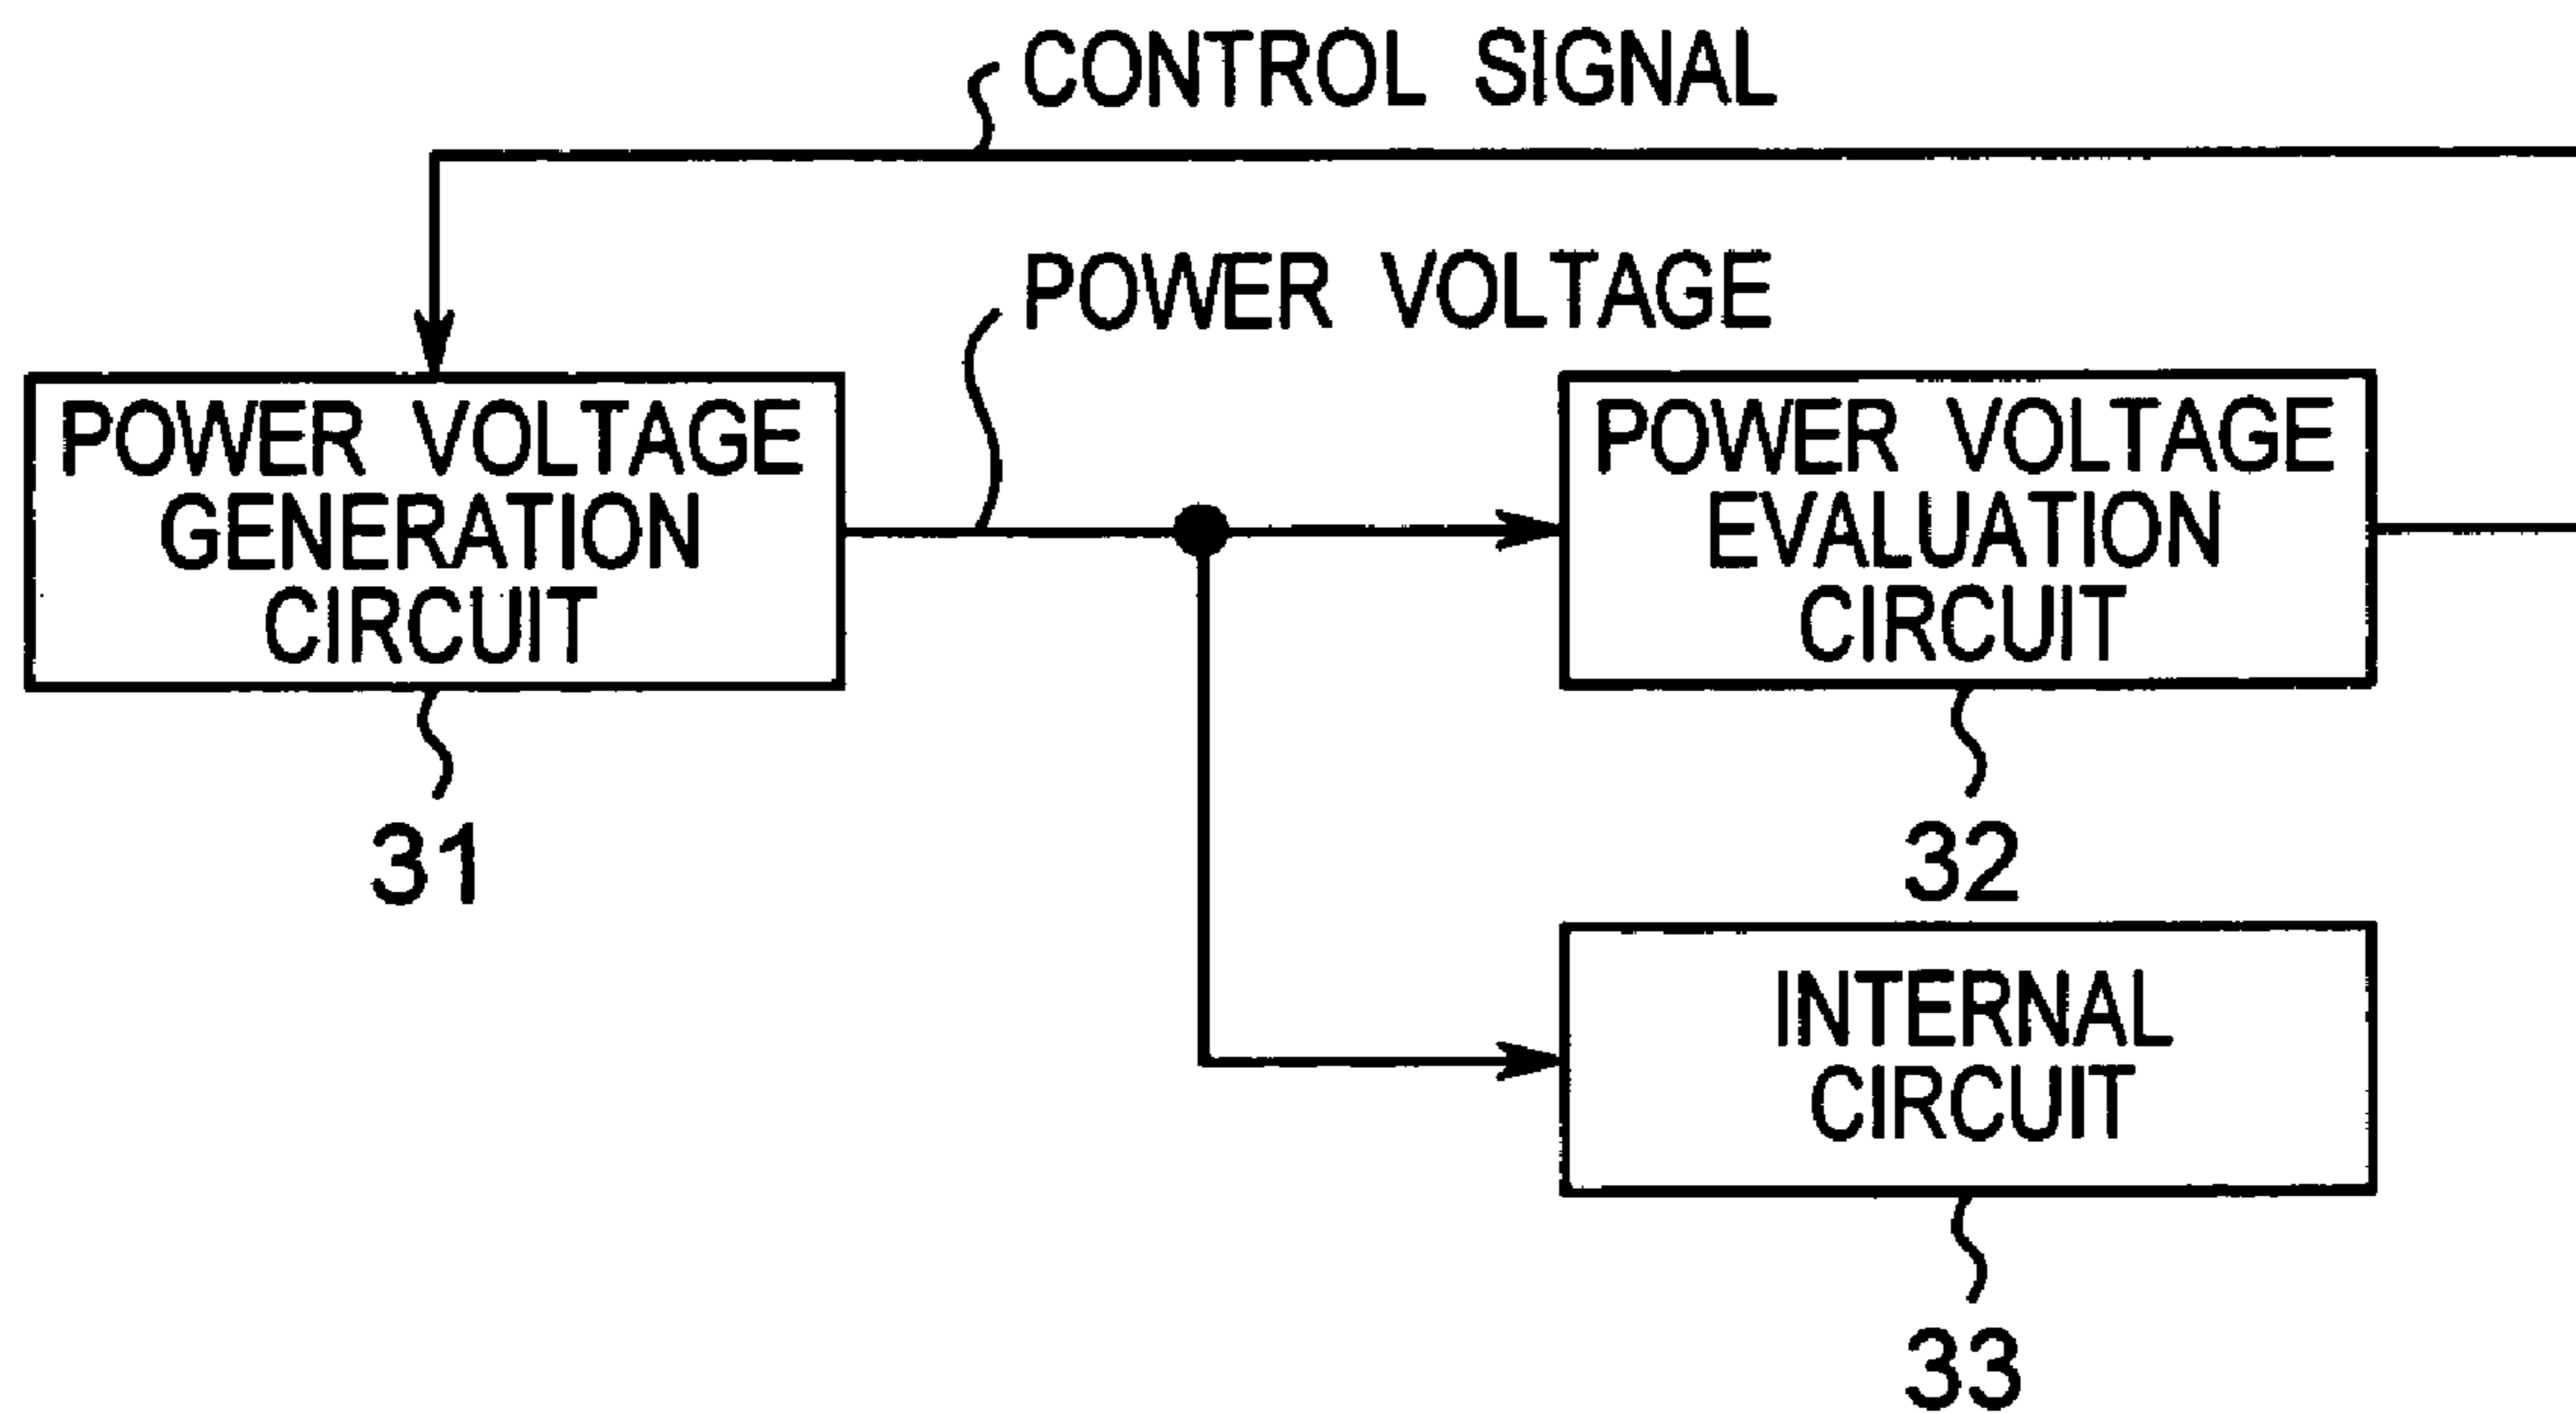 CONTROL SIGNAL
POWER VOLTAGE
POWER VOLTAGE
GENERATION
CIRCUIT
31
POWER VOLTAGE
EVALUATION
CIRCUIT
32
INTERNAL
CIRCUIT
33